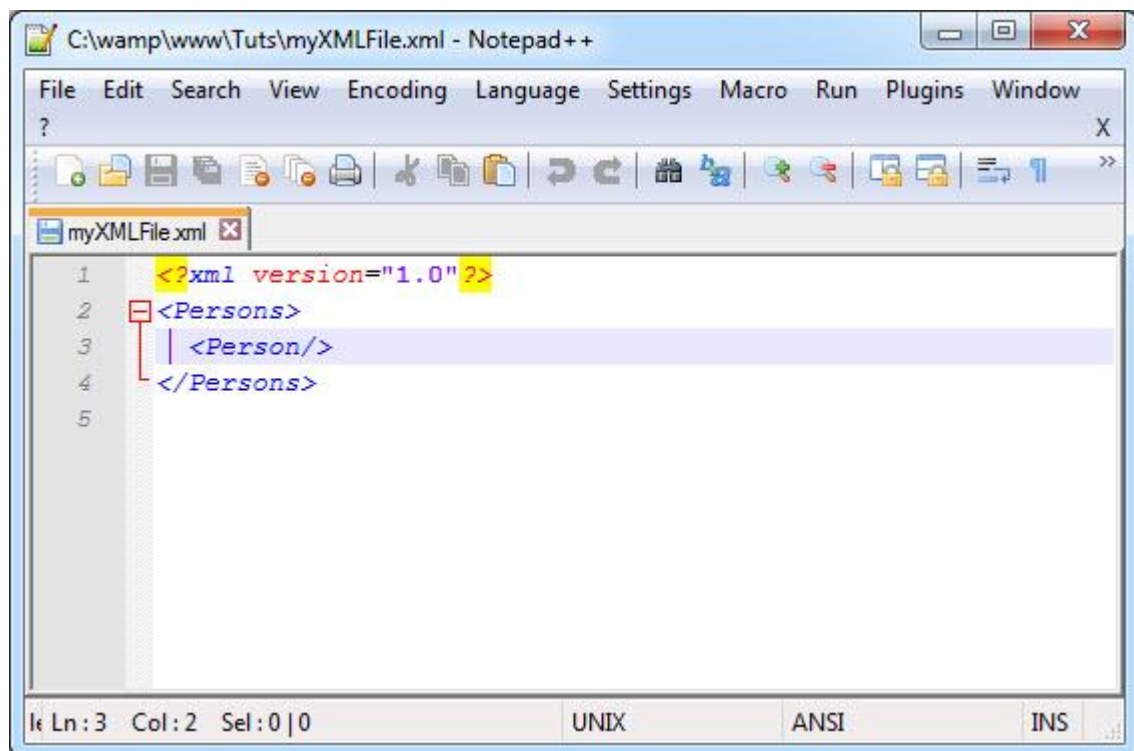 C:\wamp\www\Tuts\myXMLFile.xml - Notepad++
File Edit Search View Encoding Language Settings Macro Run Plugins Window
? X
myXMLFile.xml
1 <?xml version="1.0"?>
2 <Persons>
3 <Person/>
4 </Persons>
5
Ln : 3 Col : 2 Sel : 0 | 0 UNIX ANSI INS